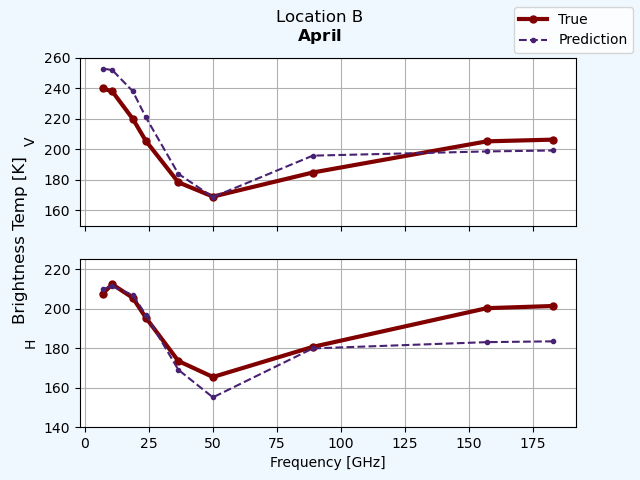 Location B
April
True
Prediction
260
240
220
200
180
160
V
Brightness Temp [K]
220
200
180
160
140
H
0
25
50
75
100
125
150
175
Frequency [GHz]